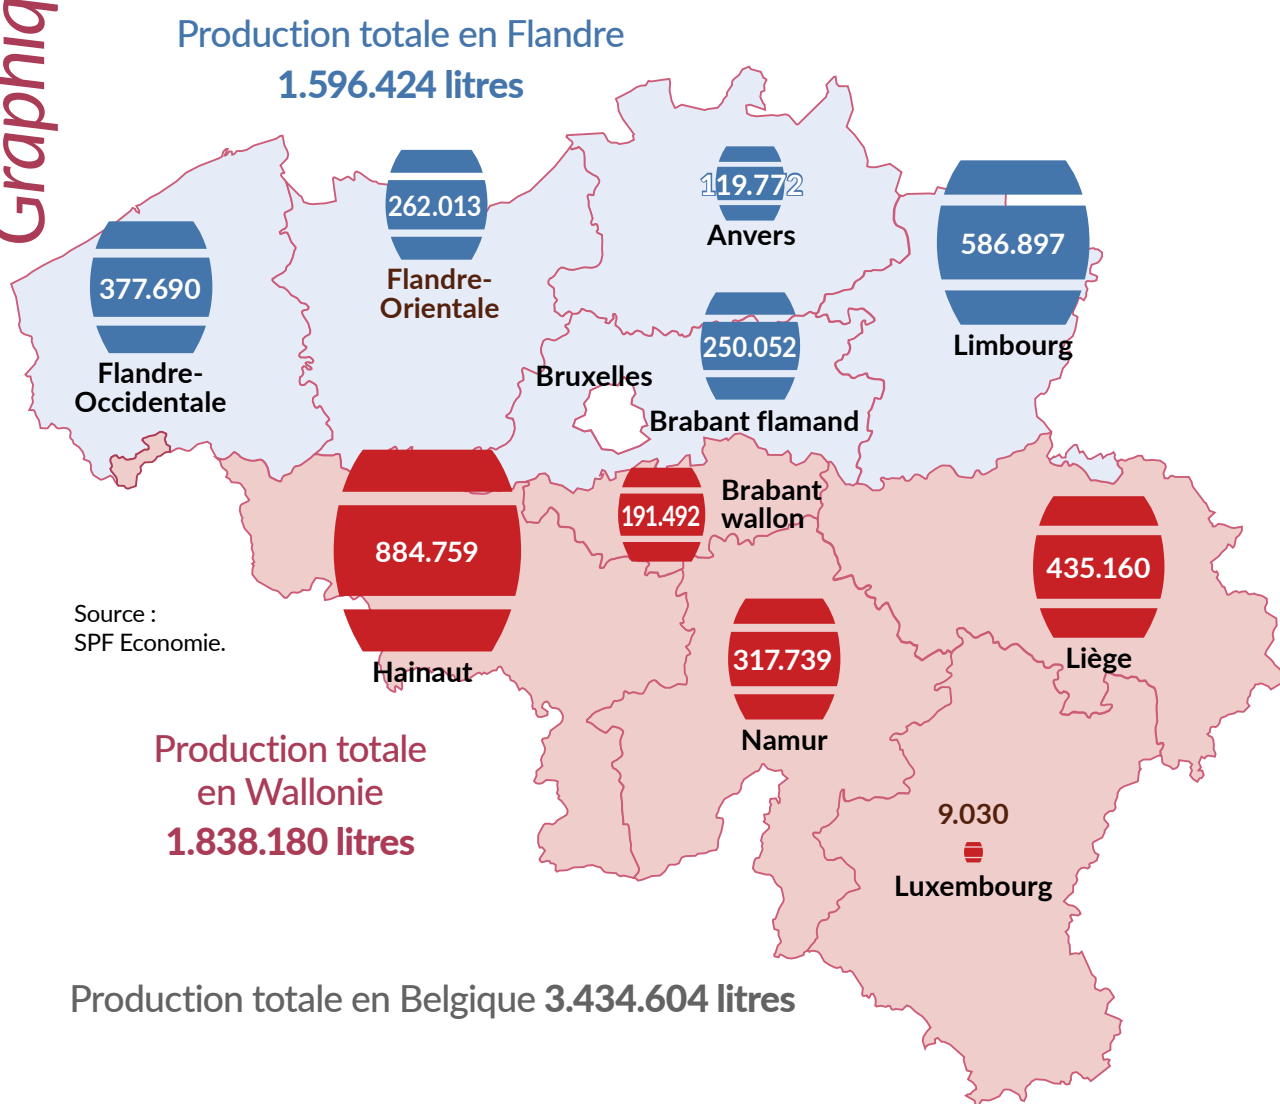 Graphiq
Production totale en Flandre
1.596.424 litres
377.690
Flandre-
Occidentale
262.013
Flandre-
Orientale
119.772
Anvers
586.897
Limbourg
Bruxelles
250.052
Brabant flamand
884.759
Hainaut
191.492
Brabant
wallon
435.160
Liège
317.739
Namur
9.030
Luxembourg
Source :
SPF Economie.
Production totale
en Wallonie
1.838.180 litres
Production totale en Belgique 3.434.604 litres